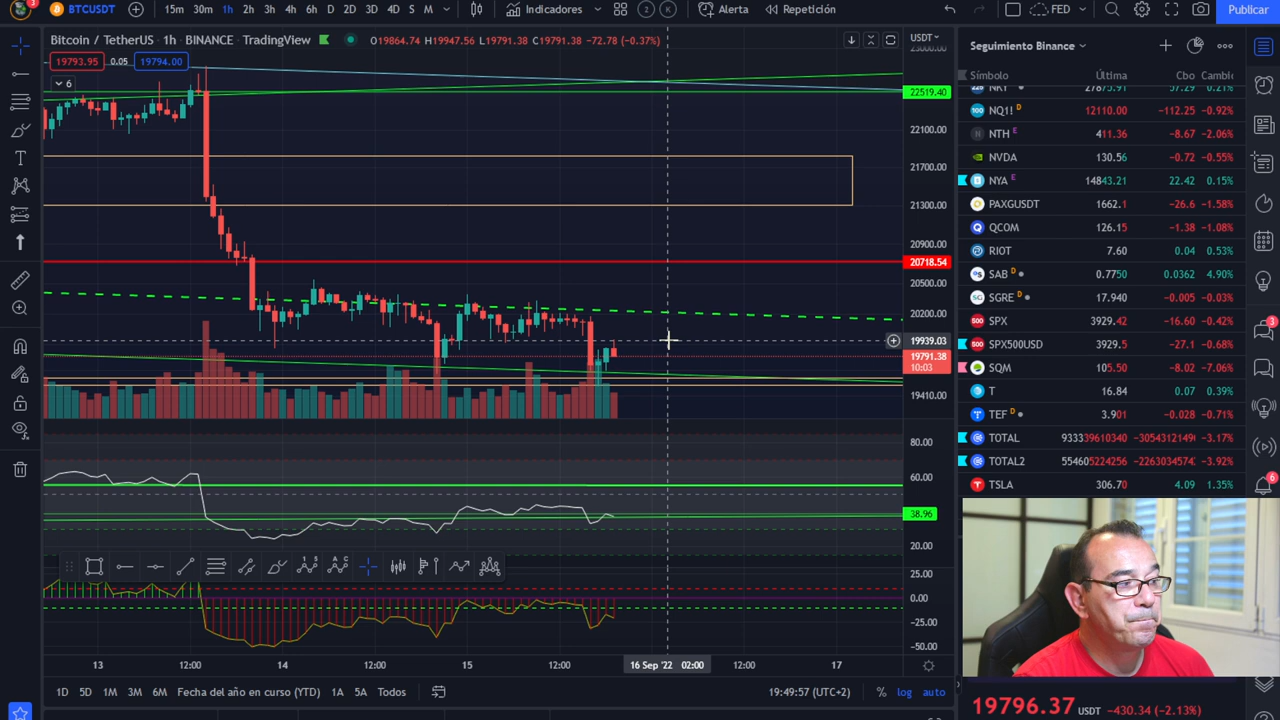 3
BTCUSDT
15m 30m 1h 2h 3h 4h 6h D 2D 3D 4D S M
Indicadores
2 K
Alerta
Repetición
FED
Publicar
Bitcoin / TetherUS · 1h · BINANCE · TradingView
O19864.74 H19947.56 L19791.38 C19791.38 -72.78 (-0.37%)
USDT
19793.95 0.05 19794.00
6
22519.40
22100.00
21700.00
21300.00
20900.00
20718.54
20500.00
20200.00
19939.03
19791.38
10:03
19410.00
80.00
60.00
38.96
20.00
25.00
0.00
-25.00
-50.00
13 12:00 14 12:00 15 12:00 16 Sep '22 02:00 12:00 17
1D 5D 1M 3M 6M Fecha del año en curso (YTD) 1A 5A Todos
19:49:57 (UTC+2) % log auto
Seguimiento Binance
Símbolo Última Cbo Cambio
NQ1! D 12110.00 -112.25 -0.92%
NTH E 411.36 -8.67 -2.06%
NVDA 130.56 -0.72 -0.55%
NYA E 14843.21 22.42 0.15%
PAXGUSDT 1662.1 -26.6 -1.58%
QCOM 126.15 -1.38 -1.08%
RIOT 7.60 0.04 0.53%
SAB D 0.7750 0.0362 4.90%
SGRE D 17.940 -0.005 -0.03%
SPX 3929.42 -16.60 -0.42%
SPX500USD 3929.5 -27.1 -0.68%
SQM 105.50 -8.02 -7.06%
T 16.84 0.07 0.39%
TEF D 3.901 -0.028 -0.71%
TOTAL 93339610340 -3.17%
TOTAL2 -3.92%
TSLA 306.70 4.09 1.35%
3
6
19796.37 USDT -430.34 (-2.13%)